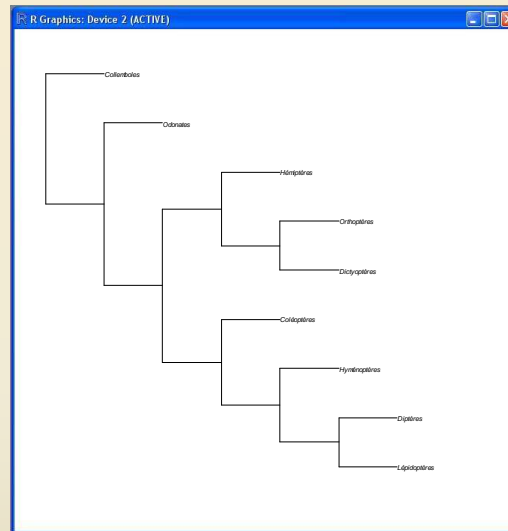 R Graphics: Device 2 (ACTIVE)
Collemboles
Odonates
Hémiptères
Orthoptères
Dictyoptères
Coléoptères
Hyménoptères
Diptères
Lépidoptères